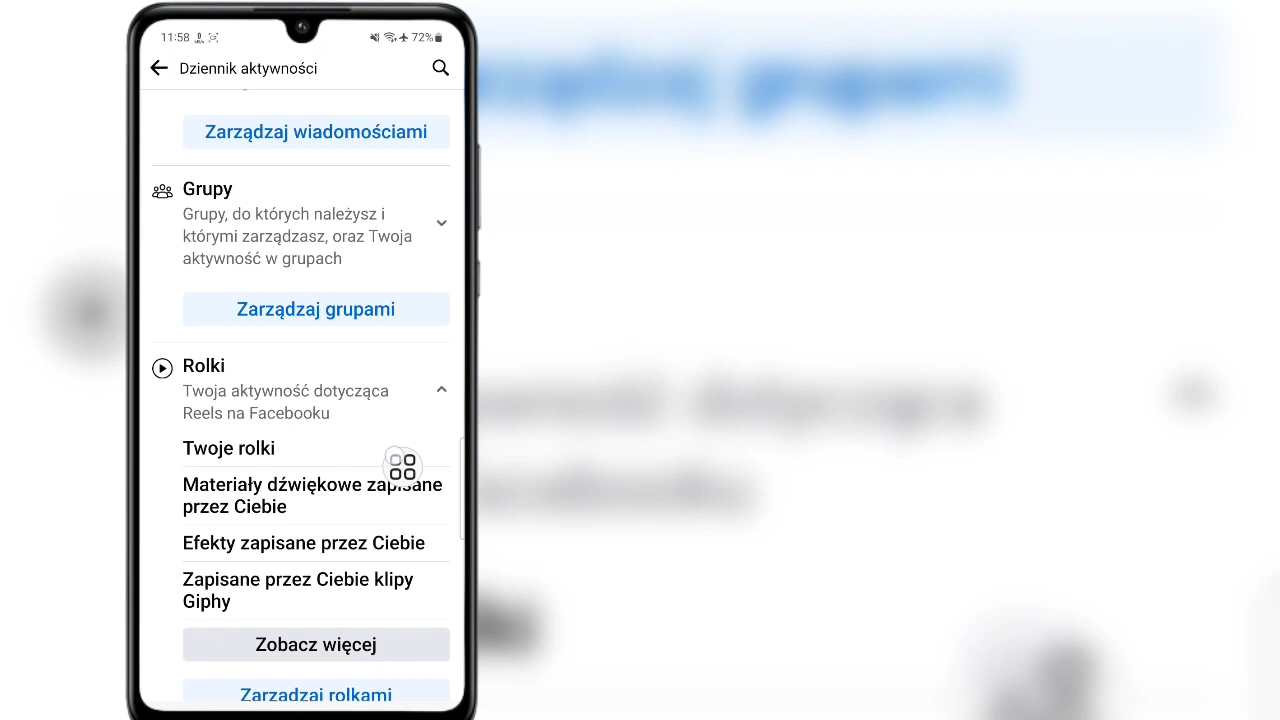 11:58 72%
Dziennik aktywności
Zarządzaj wiadomościami
Grupy
Grupy, do których należysz i
którymi zarządzasz, oraz Twoja
aktywność w grupach
Zarządzaj grupami
Rolki
Twoja aktywność dotycząca
Reels na Facebooku
Twoje rolki
Materiały dźwiękowe zapisane
przez Ciebie
Efekty zapisane przez Ciebie
Zapisane przez Ciebie klipy
Giphy
Zobacz więcej
Zarządzaj rolkami